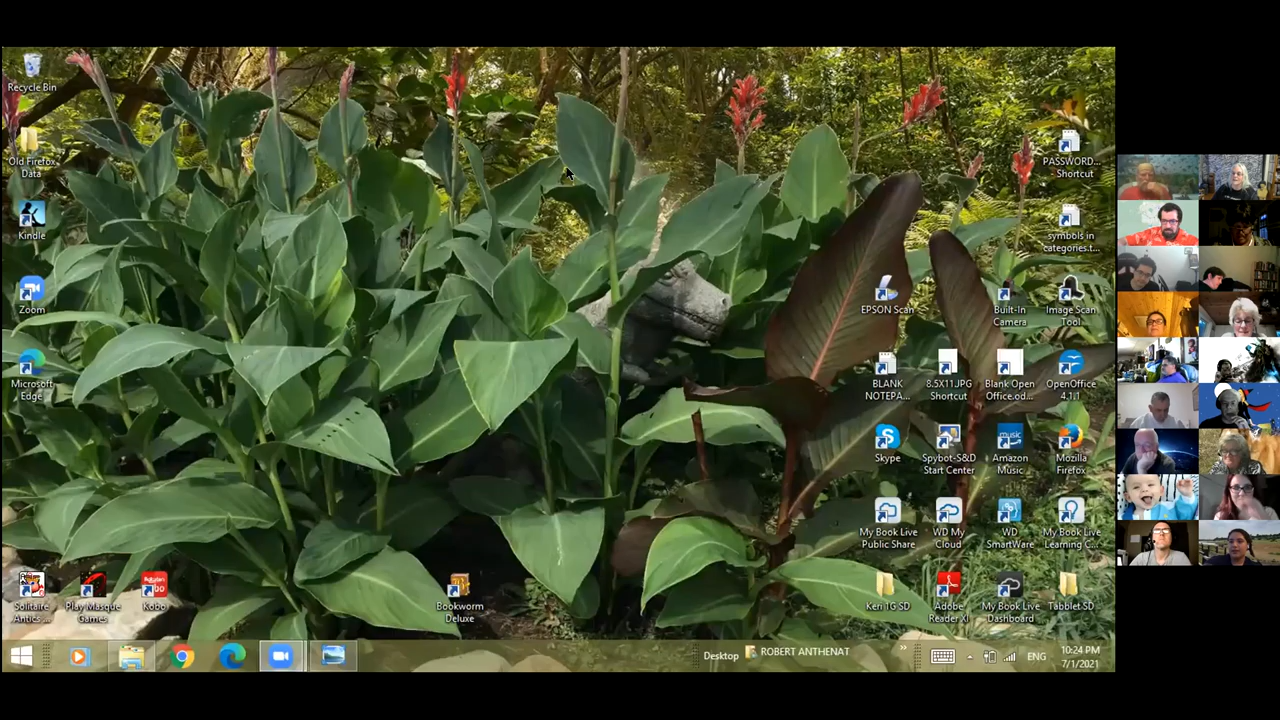 Recycle Bin
Old Firefox
Data
Kindle
Zoom
Microsoft
Edge
Solitaire
Antics ...
Play Masque
Games
Kobo
Bookworm
Deluxe
PASSWORD...
Shortcut
symbols in
categories.t...
EPSON Scan
Built-In
Camera
Image Scan
Tool
BLANK
NOTEPA...
8.5X11.JPG
Shortcut
Blank Open
Office.od...
OpenOffice
4.1.1
Skype
Spybot-S&D
Start Center
music
Amazon
Music
Mozilla
Firefox
My Book Live
Public Share
WD My
Cloud
WD
SmartWare
My Book Live
Learning C...
Ken 1G SD
Adobe
Reader XI
My Book Live
Dashboard
Tabblet SD
Desktop
ROBERT ANTHENAT
ENG
10:24 PM
7/1/2021